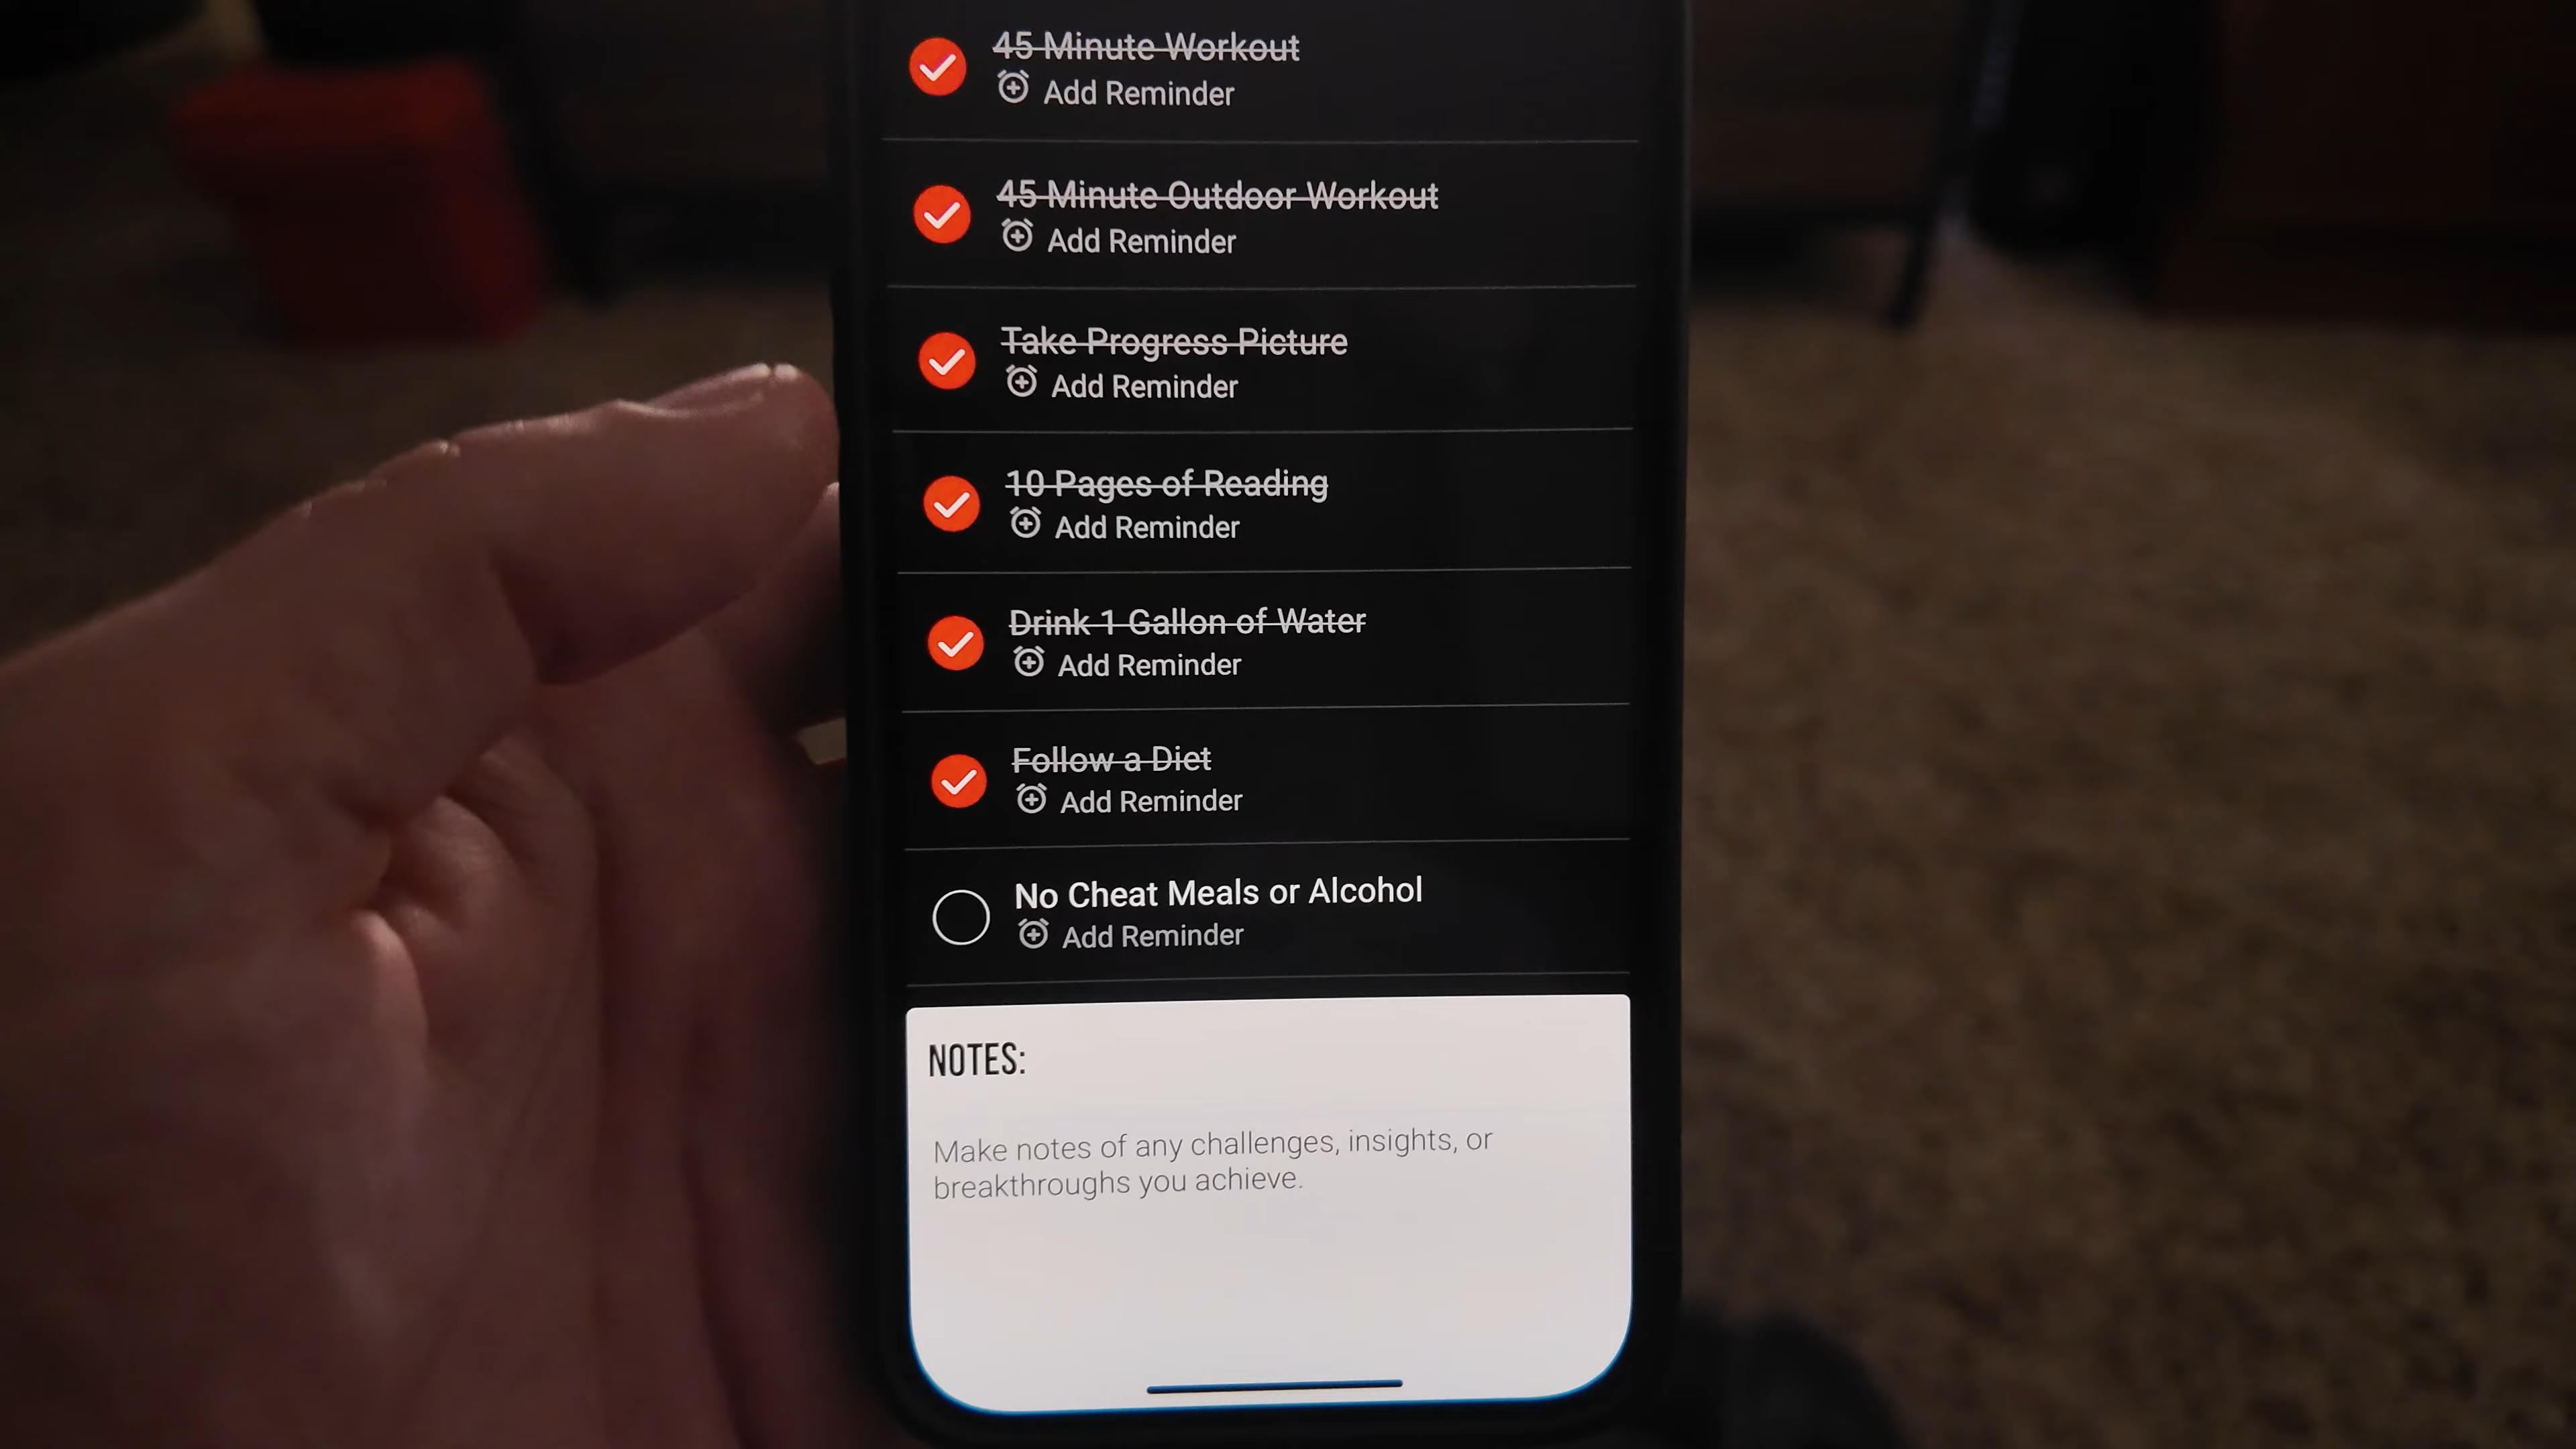 45 Minute Workout
Add Reminder
45 Minute Outdoor Workout
Add Reminder
Take Progress Picture
Add Reminder
10 Pages of Reading
Add Reminder
Drink 1 Gallon of Water
Add Reminder
Follow a Diet
Add Reminder
No Cheat Meals or Alcohol
Add Reminder
NOTES:
Make notes of any challenges, insights, or
breakthroughs you achieve.